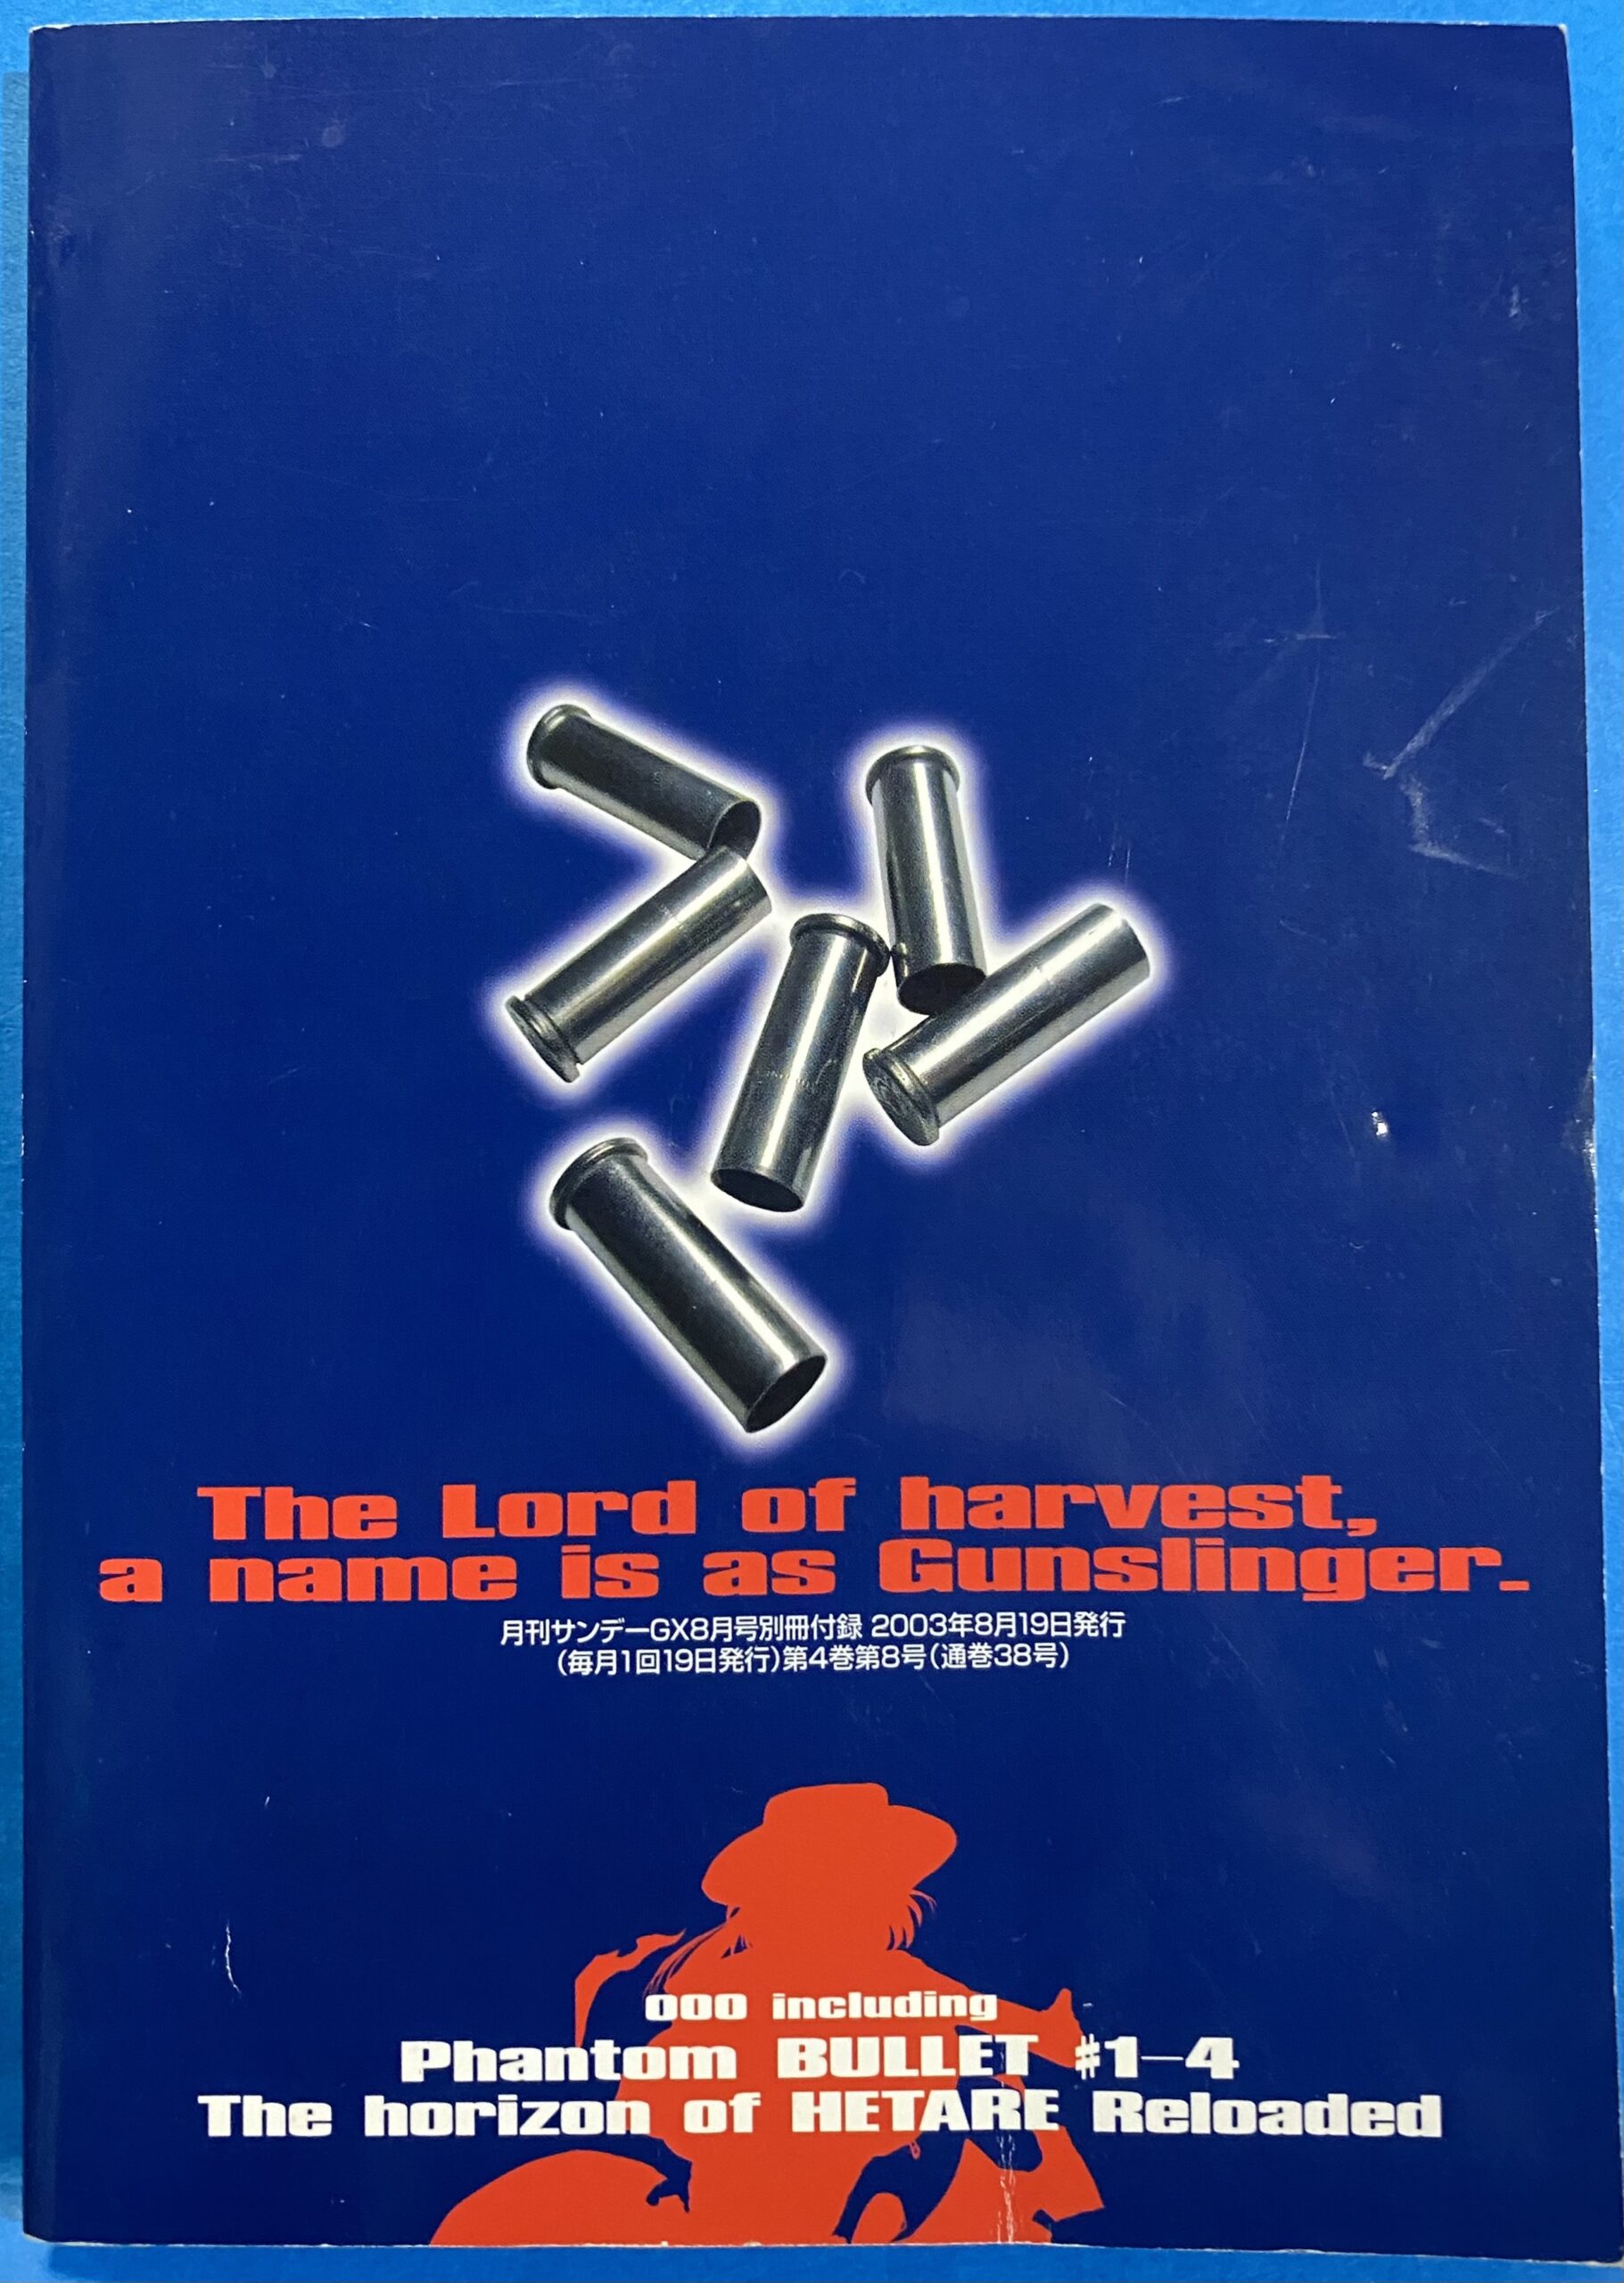 The Lord of harvest,
a name is as Gunslinger.
月刊サンデーGX8月号別冊付録 2003年8月19日発行
(毎月1回19日発行)第4巻第8号(通巻38号)
000 including
Phantom BULLET #1-4
The horizon of HETARE Reloaded